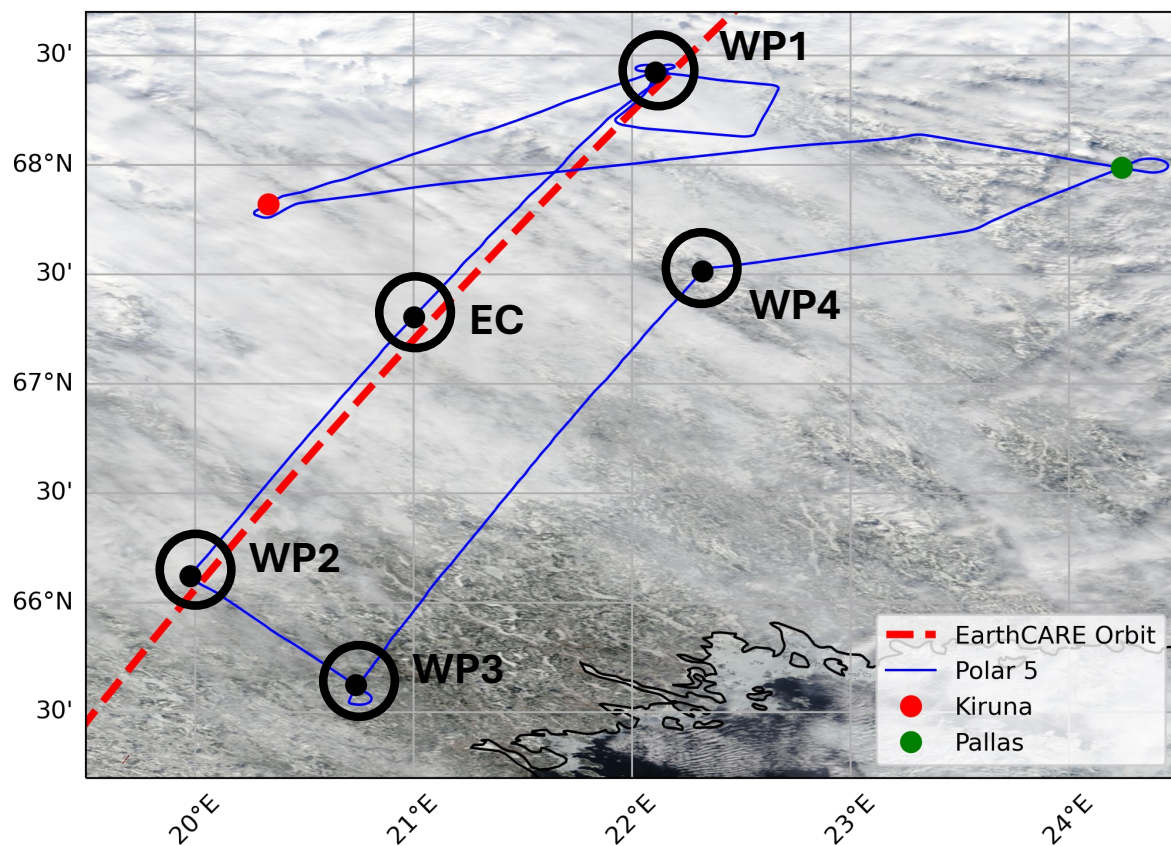 30'
WP1
68°N
30'
WP4
EC
67°N
30'
WP2
66°N
WP3
30'
EarthCARE Orbit
Polar 5
Kiruna
Pallas
20°E
21°E
22°E
23°E
24°E